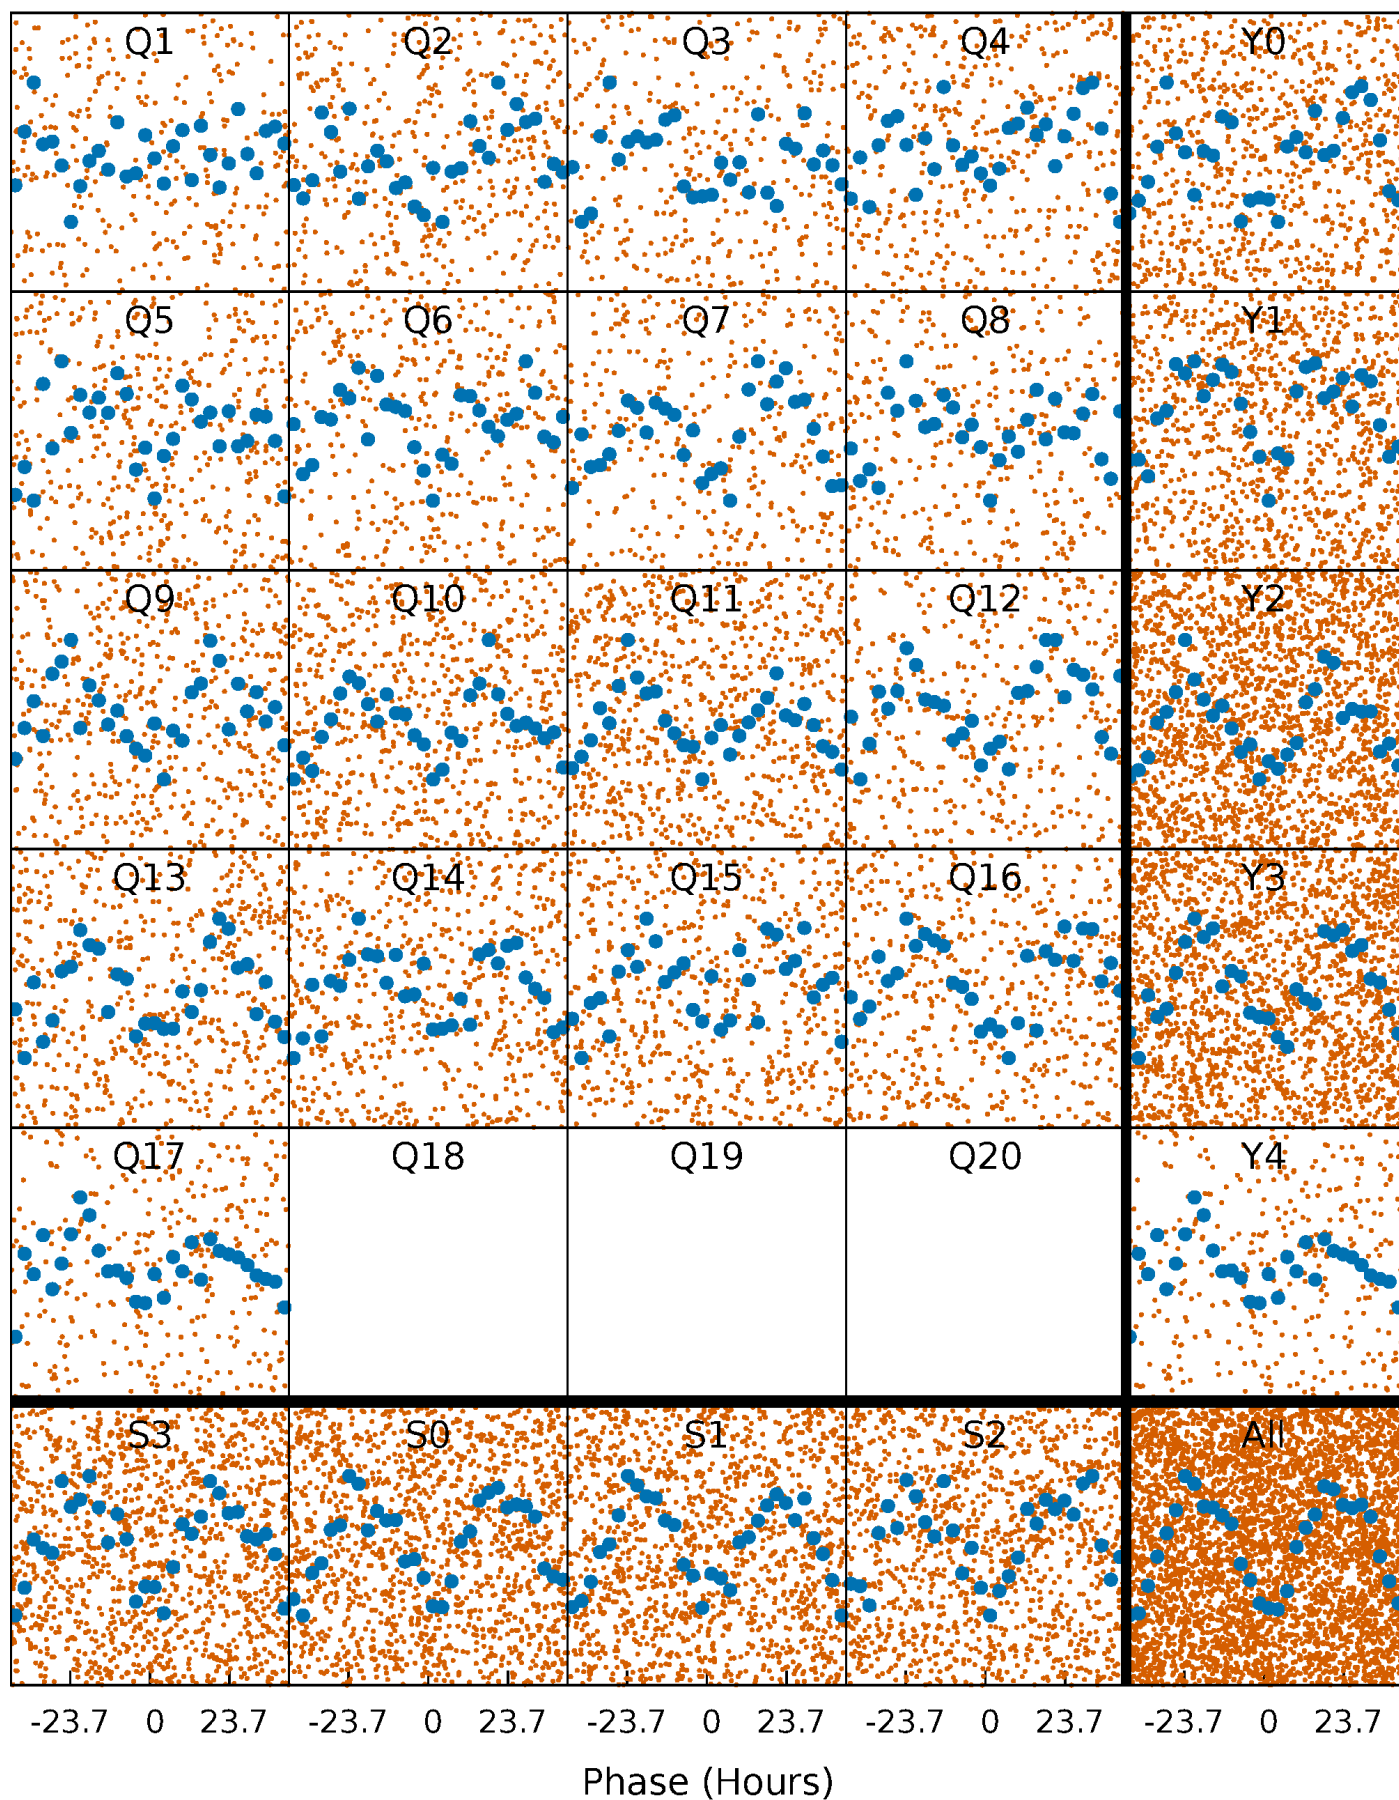 Q1 Q2 Q3 Q4 Y0
Q5 Q6 Q7 Q8 Y1
Q9 Q10 Q11 Q12 Y2
Q13 Q14 Q15 Q16 Y3
Q17 Q18 Q19 Q20 Y4
S3 S0 S1 S2 All
-23.7 0 23.7 -23.7 0 23.7 -23.7 0 23.7 -23.7 0 23.7 -23.7 0 23.7
Phase (Hours)